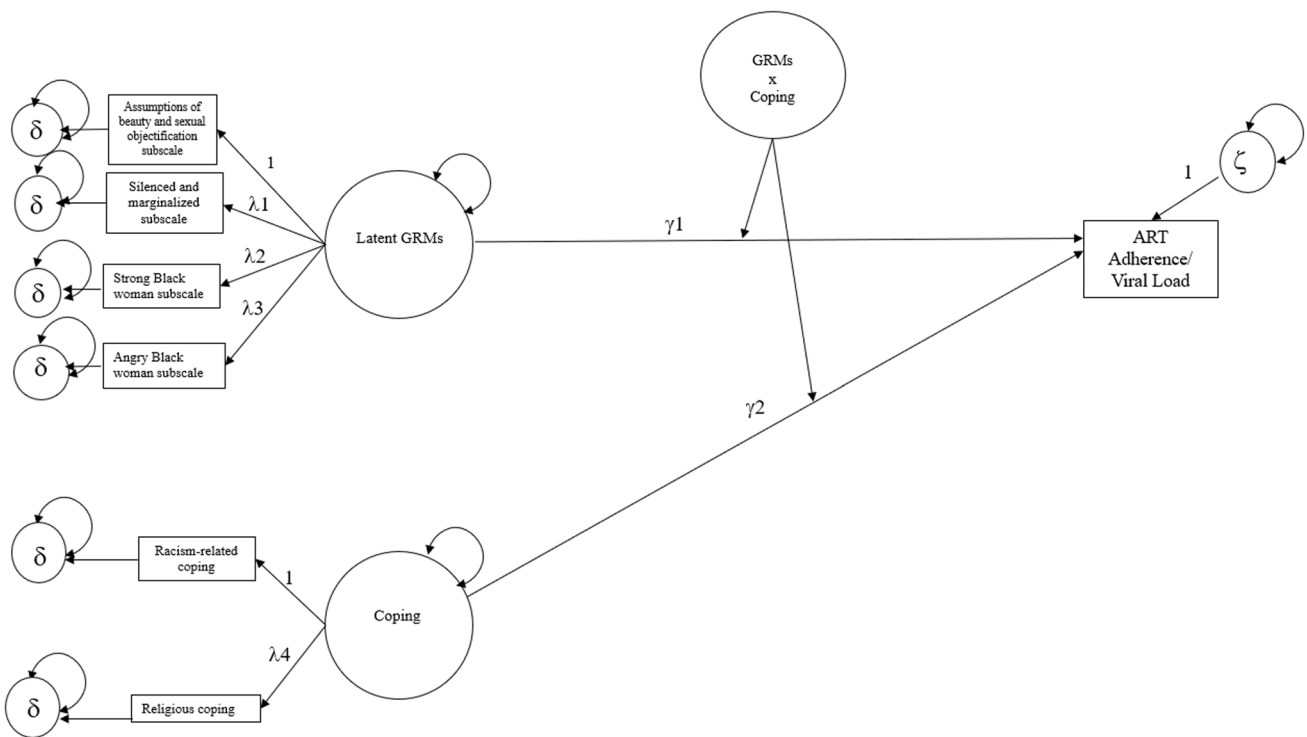 GRMs
x
Coping
δ
Assumptions of
beauty and sexual
objectification
subscale
1
δ
Silenced and
marginalized
subscale
λ1
δ
Strong Black
woman subscale
λ2
δ
Angry Black
woman subscale
λ3
Latent GRMs
γ1
ζ
1
ART
Adherence/
Viral Load
γ2
δ
Racism-related
coping
1
Coping
δ
Religious coping
λ4